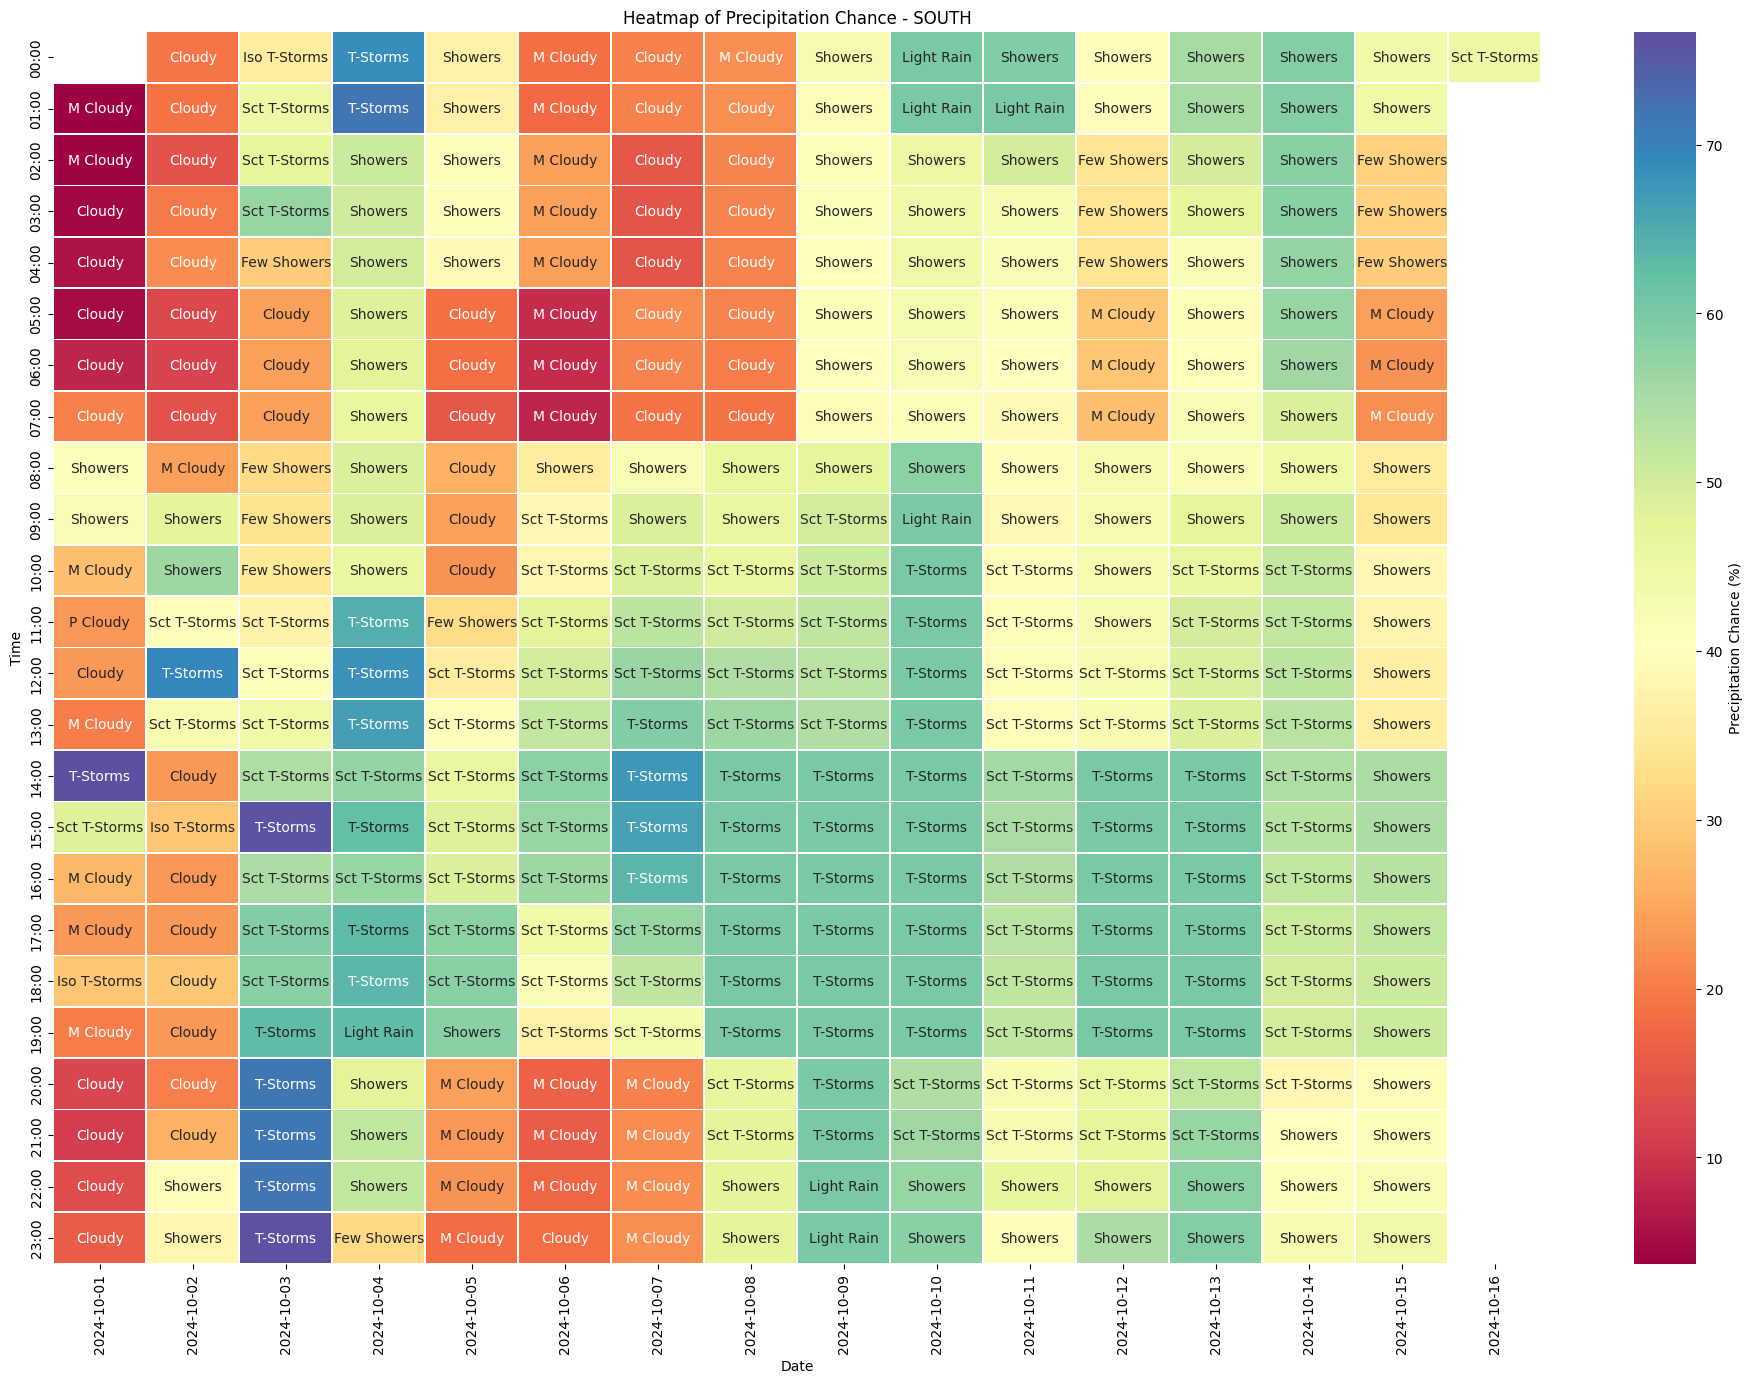 Heatmap of Precipitation Chance - SOUTH
00:00 Cloudy Iso T-Storms T-Storms Showers M Cloudy Cloudy M Cloudy Showers Light Rain Showers Showers Showers Showers Showers Sct T-Storms
01:00 M Cloudy Cloudy Sct T-Storms T-Storms Showers M Cloudy Cloudy Cloudy Showers Light Rain Light Rain Showers Showers Showers Showers
02:00 M Cloudy Cloudy Sct T-Storms Showers Showers M Cloudy Cloudy Cloudy Showers Showers Showers Few Showers Showers Showers Few Showers
03:00 Cloudy Cloudy Sct T-Storms Showers Showers M Cloudy Cloudy Cloudy Showers Showers Showers Few Showers Showers Showers Few Showers
04:00 Cloudy Cloudy Few Showers Showers Showers M Cloudy Cloudy Cloudy Showers Showers Showers Few Showers Showers Showers Few Showers
05:00 Cloudy Cloudy Cloudy Showers Cloudy M Cloudy Cloudy Cloudy Showers Showers Showers M Cloudy Showers Showers M Cloudy
06:00 Cloudy Cloudy Cloudy Showers Cloudy M Cloudy Cloudy Cloudy Showers Showers Showers M Cloudy Showers Showers M Cloudy
07:00 Cloudy Cloudy Cloudy Showers Cloudy M Cloudy Cloudy Cloudy Showers Showers Showers M Cloudy Showers Showers M Cloudy
08:00 Showers M Cloudy Few Showers Showers Cloudy Showers Showers Showers Showers Showers Showers Showers Showers Showers Showers
09:00 Showers Showers Few Showers Showers Cloudy Sct T-Storms Showers Showers Sct T-Storms Light Rain Showers Showers Showers Showers Showers
10:00 M Cloudy Showers Few Showers Showers Cloudy Sct T-Storms Sct T-Storms Sct T-Storms Sct T-Storms T-Storms Sct T-Storms Showers Sct T-Storms Sct T-Storms Showers
11:00 P Cloudy Sct T-Storms Sct T-Storms T-Storms Few Showers Sct T-Storms Sct T-Storms Sct T-Storms Sct T-Storms T-Storms Sct T-Storms Showers Sct T-Storms Sct T-Storms Showers
12:00 Cloudy T-Storms Sct T-Storms T-Storms Sct T-Storms Sct T-Storms Sct T-Storms Sct T-Storms Sct T-Storms T-Storms Sct T-Storms Sct T-Storms Sct T-Storms Sct T-Storms Showers
13:00 M Cloudy Sct T-Storms Sct T-Storms T-Storms Sct T-Storms Sct T-Storms T-Storms Sct T-Storms Sct T-Storms T-Storms Sct T-Storms Sct T-Storms Sct T-Storms Sct T-Storms Showers
14:00 T-Storms Cloudy Sct T-Storms Sct T-Storms Sct T-Storms Sct T-Storms T-Storms T-Storms T-Storms T-Storms Sct T-Storms T-Storms T-Storms Sct T-Storms Showers
15:00 Sct T-Storms Iso T-Storms T-Storms T-Storms Sct T-Storms Sct T-Storms T-Storms T-Storms T-Storms T-Storms Sct T-Storms T-Storms T-Storms Sct T-Storms Showers
16:00 M Cloudy Cloudy Sct T-Storms Sct T-Storms Sct T-Storms Sct T-Storms T-Storms T-Storms T-Storms T-Storms Sct T-Storms T-Storms T-Storms Sct T-Storms Showers
17:00 M Cloudy Cloudy Sct T-Storms T-Storms Sct T-Storms Sct T-Storms Sct T-Storms T-Storms T-Storms T-Storms Sct T-Storms T-Storms T-Storms Sct T-Storms Showers
18:00 Iso T-Storms Cloudy Sct T-Storms T-Storms Sct T-Storms Sct T-Storms Sct T-Storms T-Storms T-Storms T-Storms Sct T-Storms T-Storms T-Storms Sct T-Storms Showers
19:00 M Cloudy Cloudy T-Storms Light Rain Showers Sct T-Storms Sct T-Storms T-Storms T-Storms T-Storms Sct T-Storms T-Storms T-Storms Sct T-Storms Showers
20:00 Cloudy Cloudy T-Storms Showers M Cloudy M Cloudy M Cloudy Sct T-Storms T-Storms Sct T-Storms Sct T-Storms Sct T-Storms Sct T-Storms Sct T-Storms Showers
21:00 Cloudy Cloudy T-Storms Showers M Cloudy M Cloudy M Cloudy Sct T-Storms T-Storms Sct T-Storms Sct T-Storms Sct T-Storms Sct T-Storms Showers Showers
22:00 Cloudy Showers T-Storms Showers M Cloudy M Cloudy M Cloudy Showers Light Rain Showers Showers Showers Showers Showers Showers
23:00 Cloudy Showers T-Storms Few Showers M Cloudy Cloudy M Cloudy Showers Light Rain Showers Showers Showers Showers Showers Showers
Time
2024-10-01 2024-10-02 2024-10-03 2024-10-04 2024-10-05 2024-10-06 2024-10-07 2024-10-08 2024-10-09 2024-10-10 2024-10-11 2024-10-12 2024-10-13 2024-10-14 2024-10-15 2024-10-16
Date
70
60
50
40
30
20
10
Precipitation Chance (%)